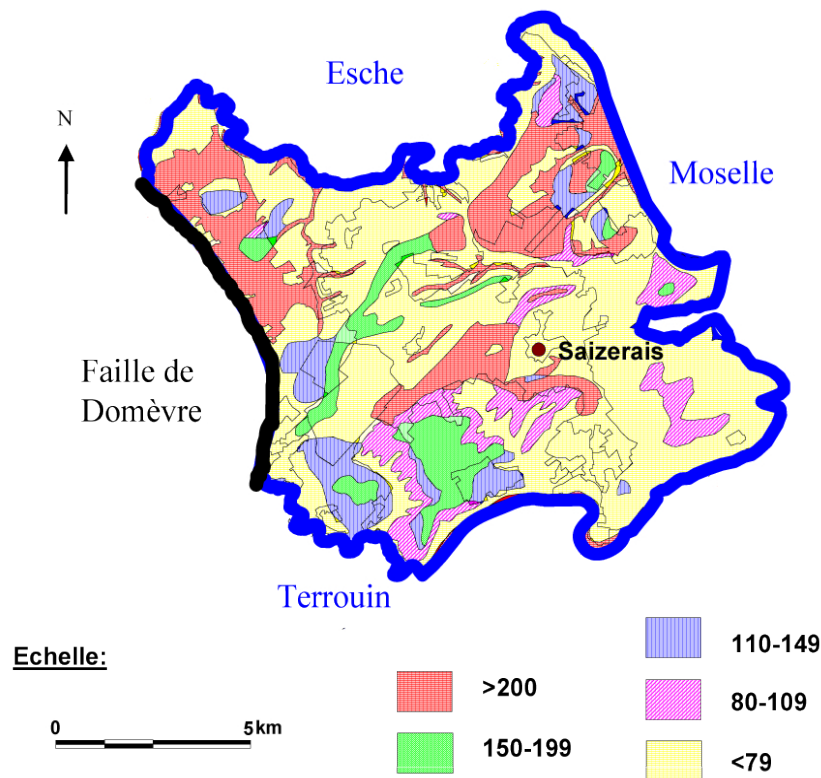 Esche
N
Moselle
Saizerais
Faille de
Domèvre
Terrouin
Echelle:
0 5km
>200
150-199
110-149
80-109
<79